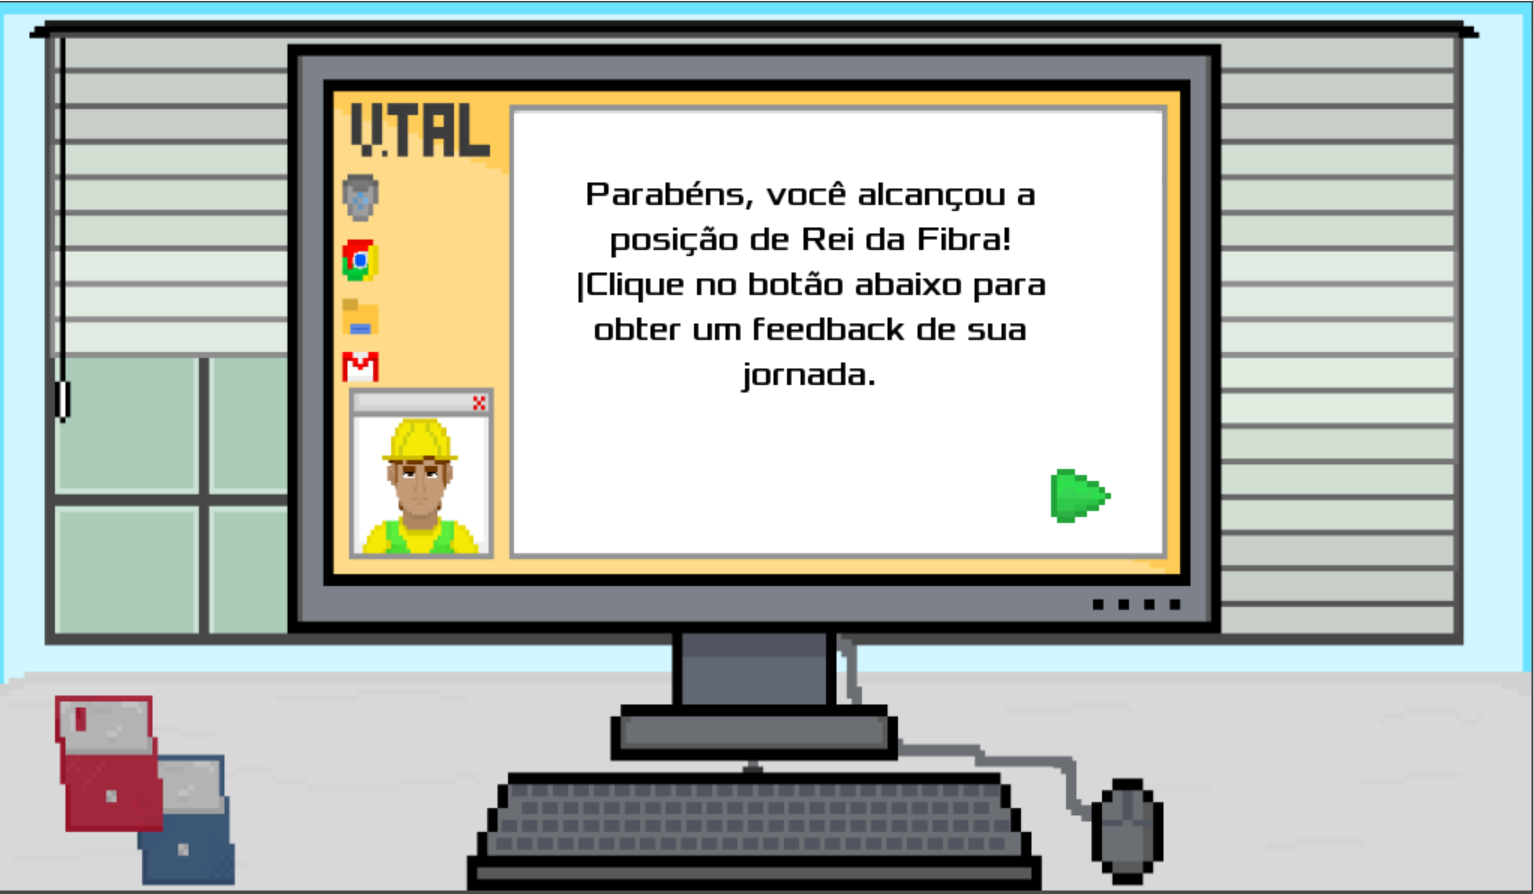 V.TAL
Parabéns, você alcançou a
posição de Rei da Fibra!
|Clique no botão abaixo para
obter um feedback de sua
jornada.